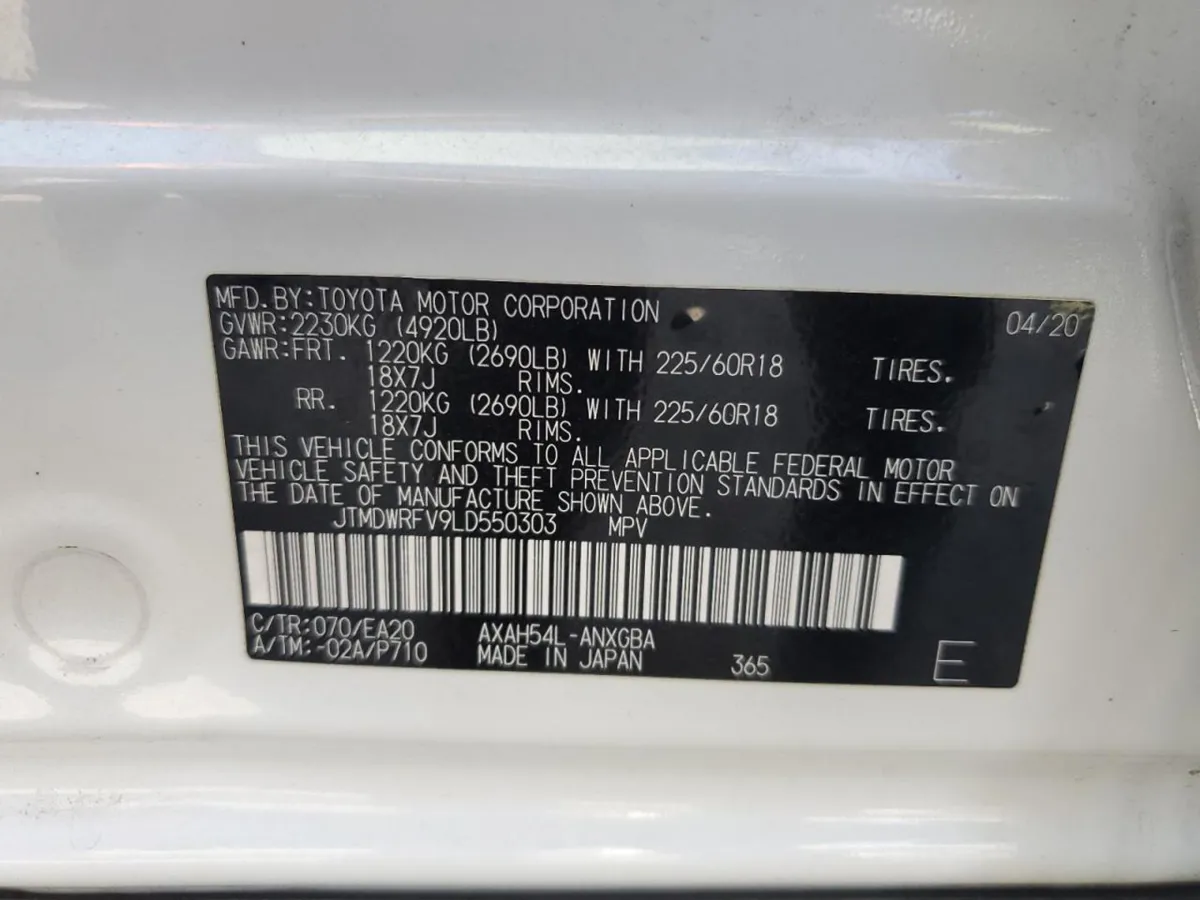 MFD.BY:TOYOTA MOTOR CORPORATION 04/20
GVWR:2230KG (4920LB)
GAWR:FRT. 1220KG (2690LB) WITH 225/60R18 TIRES.
18X7J RIMS.
RR. 1220KG (2690LB) WITH 225/60R18 TIRES.
18X7J RIMS.
THIS VEHICLE CONFORMS TO ALL APPLICABLE FEDERAL MOTOR
VEHICLE SAFETY AND THEFT PREVENTION STANDARDS IN EFFECT ON
THE DATE OF MANUFACTURE SHOWN ABOVE.
JTMDWRFV9LD550303 MPV
C/TR:070/EA20 AXAH54L-ANXGBA
A/TM:-02A/P710 MADE IN JAPAN 365 E